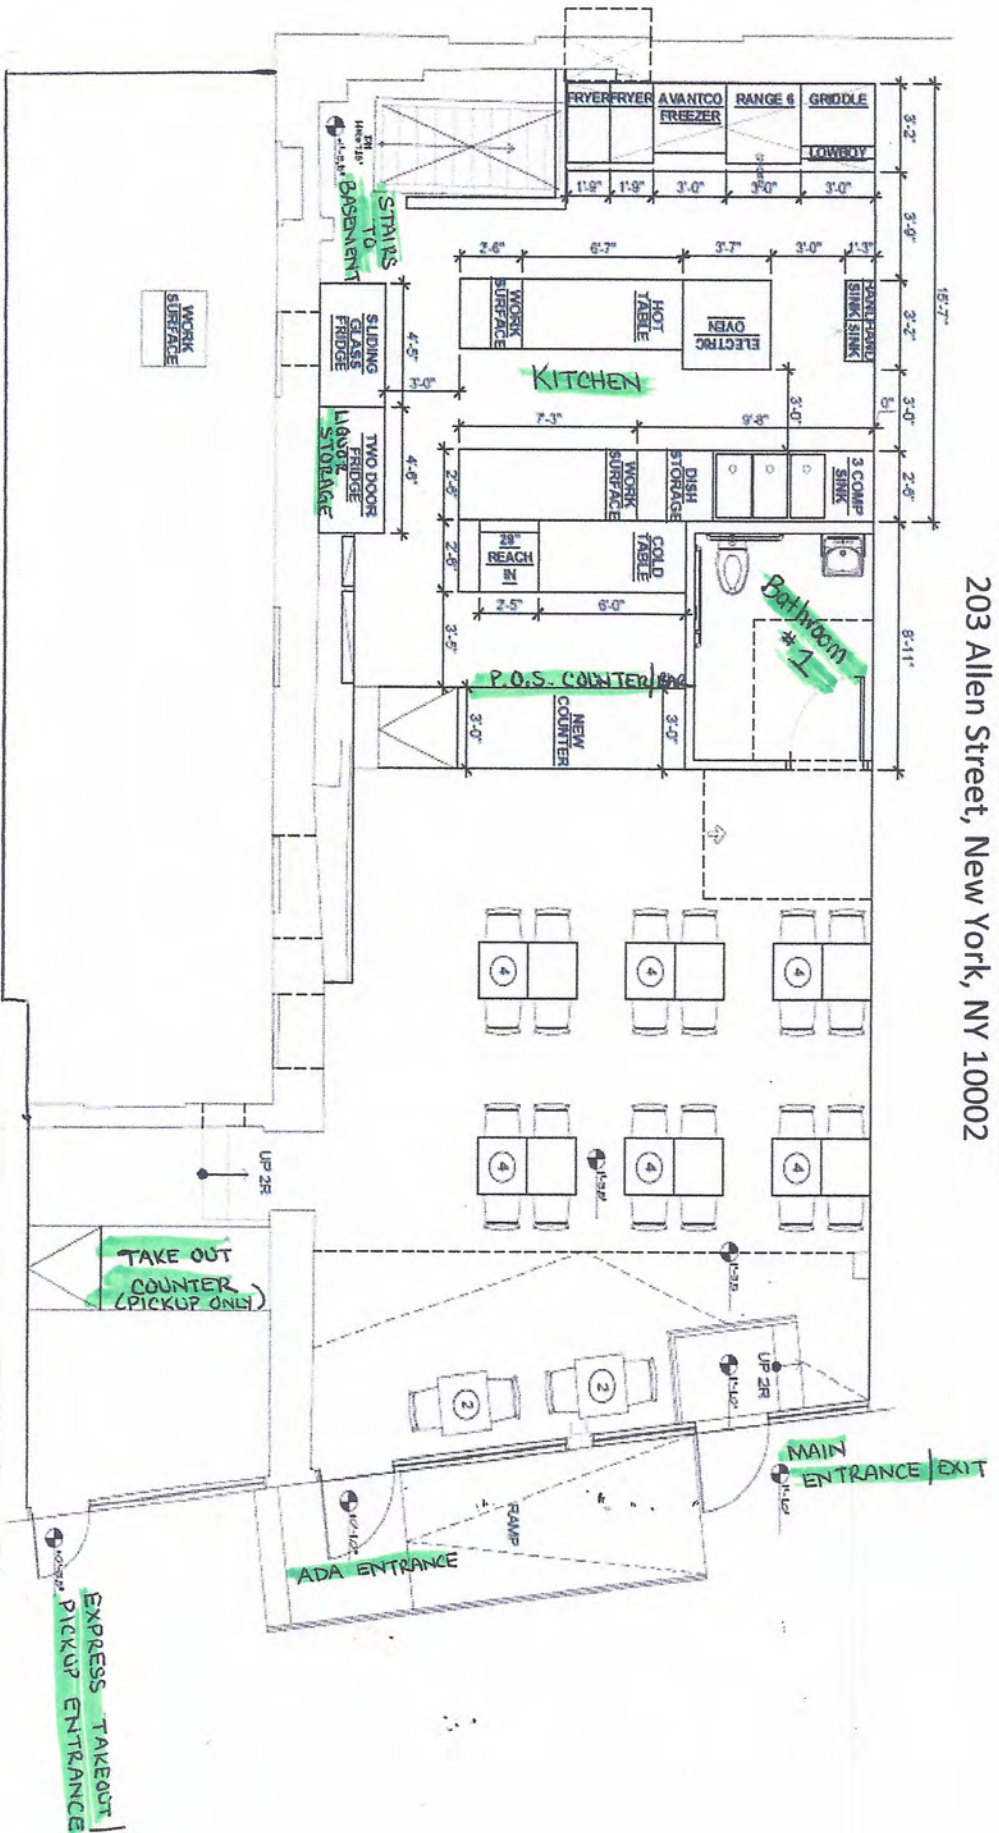 203 Allen Street, New York, NY 10002
FRYER
FRYER
AVANTCO
FREEZER
RANGE 6
GRIDDLE
LOWBOY
3'-2"
1'-9"
1'-9"
3'-0"
3'-0"
3'-0"
3'-9"
15'-7"
STAIRS
TO
BASEMENT
2'-6"
6'-7"
3'-7"
3'-0"
1'-3"
HAND
SINK
HAND
SINK
WORK
SURFACE
HOT
TABLE
ELECTRIC
OVEN
3'-2"
SLIDING
GLASS
FRIDGE
4'-5"
3'-0"
WORK
SURFACE
KITCHEN
3'-0"
3'-0"
7'-3"
9'-8"
TWO DOOR
FRIDGE
LIQUOR
STORAGE
4'-6"
2'-6"
WORK
SURFACE
DISH
STORAGE
3 COMP
SINK
2'-6"
2'-6"
28"
REACH
IN
COLD
TABLE
2'-5"
6'-0"
3'-5"
Bathroom
#1
8'-11"
P.O.S. COUNTER/BAR
3'-0"
NEW
COUNTER
3'-0"
4
4
4
4
4
4
UP 2R
TAKE OUT
COUNTER
(PICKUP ONLY)
2
2
UP 2R
MAIN
ENTRANCE/EXIT
RAMP
ADA ENTRANCE
EXPRESS TAKEOUT/
PICKUP ENTRANCE